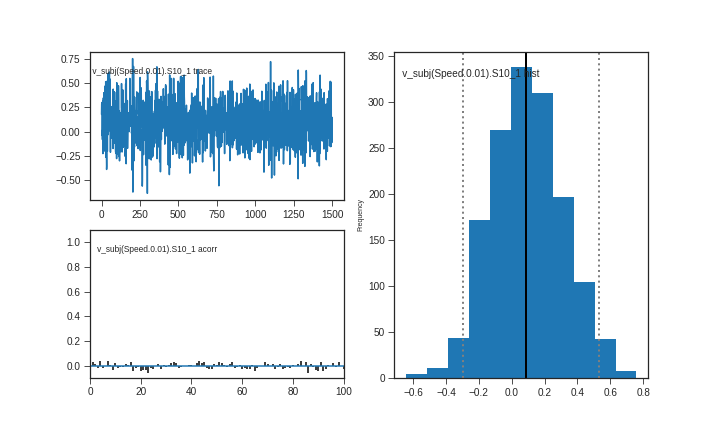 0.75
0.50
0.25
0.00
−0.25
−0.50
v_subj(Speed.0.01).S10_1 trace
0 250 500 750 1000 1250 1500
1.0
0.8
0.6
0.4
0.2
0.0
v_subj(Speed.0.01).S10_1 acorr
0 20 40 60 80 100
Frequency
350
300
250
200
150
100
50
0
v_subj(Speed.0.01).S10_1 hist
−0.6 −0.4 −0.2 0.0 0.2 0.4 0.6 0.8